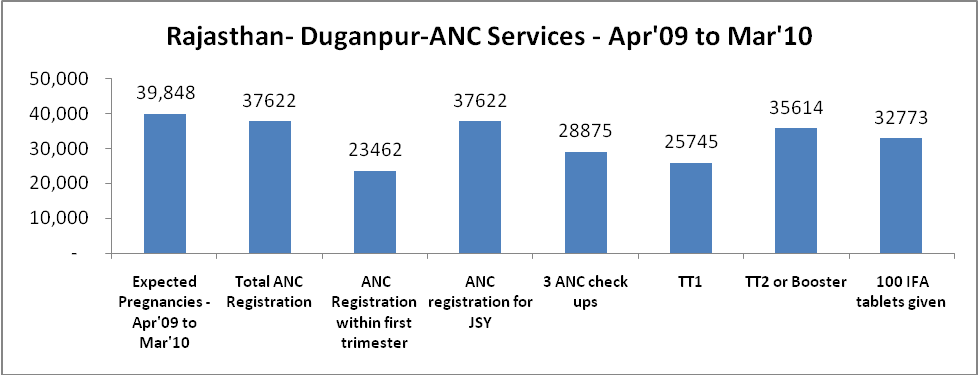 Rajasthan- Duganpur-ANC Services - Apr'09 to Mar'10
50,000
40,000
30,000
20,000
10,000
-
39,848
37622
23462
37622
28875
25745
35614
32773
Expected
Pregnancies -
Apr'09 to
Mar'10
Total ANC
Registration
ANC
Registration
within first
trimester
ANC
registration for
JSY
3 ANC check
ups
TT1
TT2 or Booster
100 IFA
tablets given